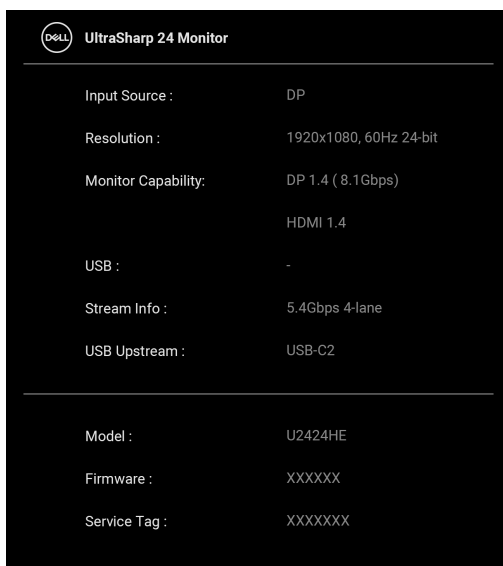 DELL UltraSharp 24 Monitor
Input Source : DP
Resolution : 1920x1080, 60Hz 24-bit
Monitor Capability: DP 1.4 ( 8.1Gbps)
HDMI 1.4
USB : -
Stream Info : 5.4Gbps 4-lane
USB Upstream : USB-C2
Model : U2424HE
Firmware : XXXXXX
Service Tag : XXXXXXX